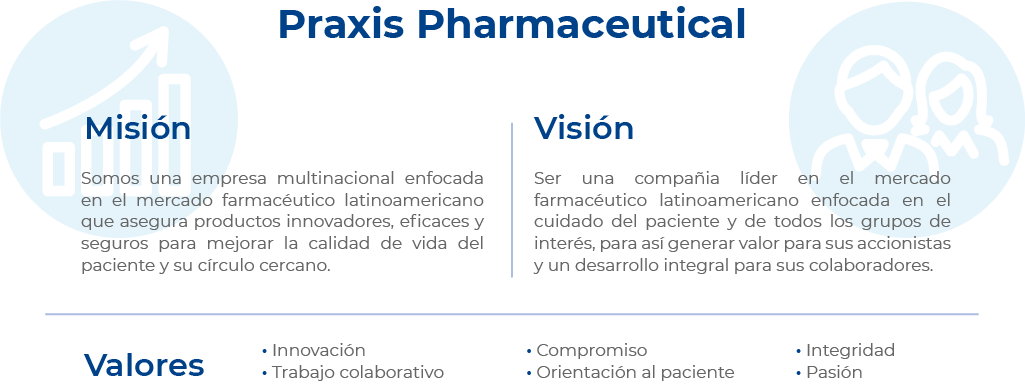 Praxis Pharmaceutical
Misión
Somos una empresa multinacional enfocada
en el mercado farmacéutico latinoamericano
que asegura productos innovadores, eficaces y
seguros para mejorar la calidad de vida del
paciente y su círculo cercano.
Visión
Ser una compañia líder en el mercado
farmacéutico latinoamericano enfocada en el
cuidado del paciente y de todos los grupos de
interés, para así generar valor para sus accionistas
y un desarrollo integral para sus colaboradores.
Valores
• Innovación
• Trabajo colaborativo
• Compromiso
• Orientación al paciente
• Integridad
• Pasión